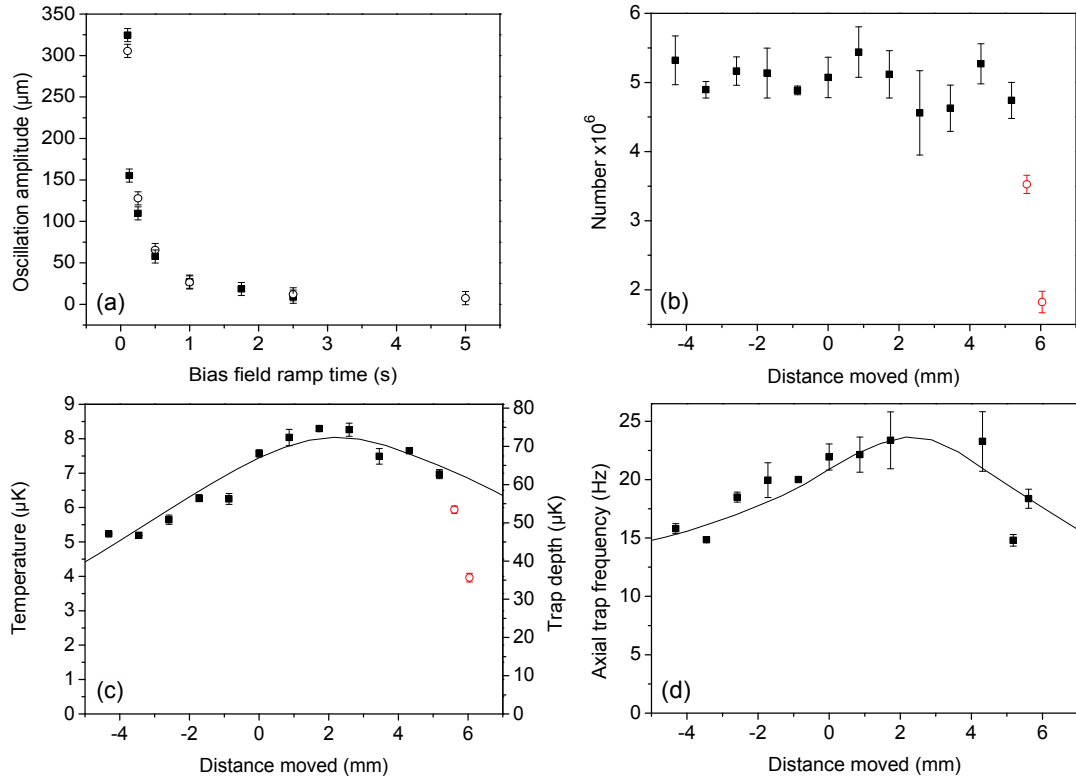 350
300
250
200
150
100
50
0
Oscillation amplitude (µm)
(a)
0 1 2 3 4 5
Bias field ramp time (s)
6
5
4
3
2
Number x10⁶
(b)
-4 -2 0 2 4 6
Distance moved (mm)
9
8
7
6
5
4
3
2
1
0
Temperature (µK)
(c)
80
70
60
50
40
30
20
10
0
Trap depth (µK)
-4 -2 0 2 4 6
Distance moved (mm)
25
20
15
10
5
0
Axial trap frequency (Hz)
(d)
-4 -2 0 2 4 6
Distance moved (mm)